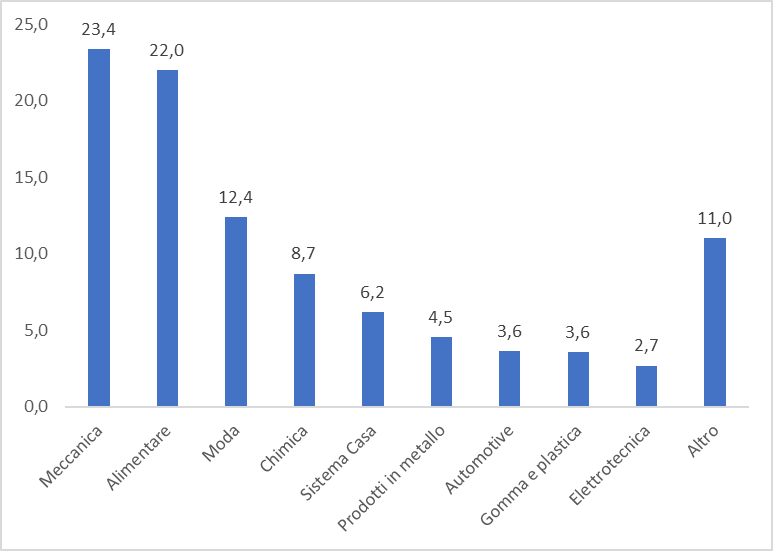 25,0
20,0
15,0
10,0
5,0
0,0
23,4
22,0
12,4
8,7
6,2
4,5
3,6
3,6
2,7
11,0
Meccanica
Alimentare
Moda
Chimica
Sistema Casa
Prodotti in metallo
Automotive
Gomma e plastica
Elettrotecnica
Altro